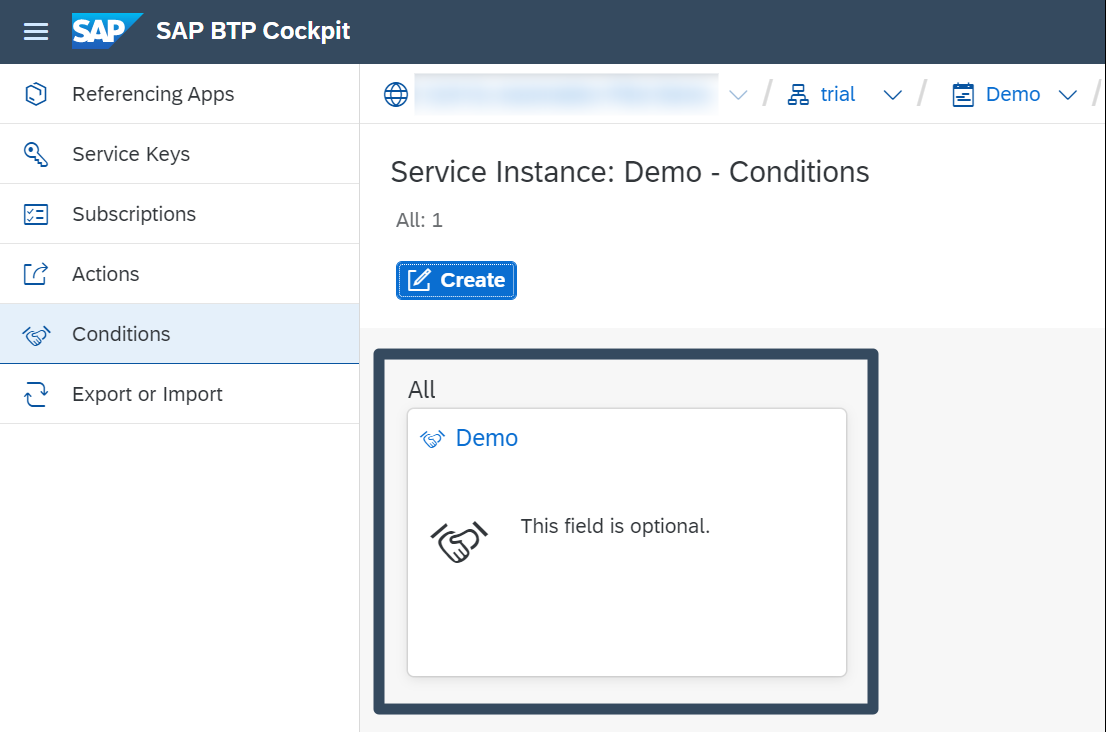 SAP SAP BTP Cockpit
Referencing Apps
Service Keys
Subscriptions
Actions
Conditions
Export or Import
/ trial / Demo /
Service Instance: Demo - Conditions
All: 1
Create
All
Demo
This field is optional.